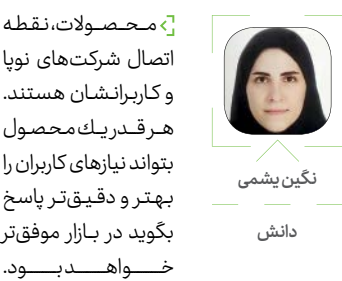 محصولات، نقطه
اتصال شرکت‌های نوپا
و کاربرانشان هستند.
هر قدر یك محصول
بتواند نیازهای کاربران را
بهتر و دقیق‌تر پاسخ
بگوید در بازار موفق‌تر
خواهد بود.
نگین یشمی
دانش